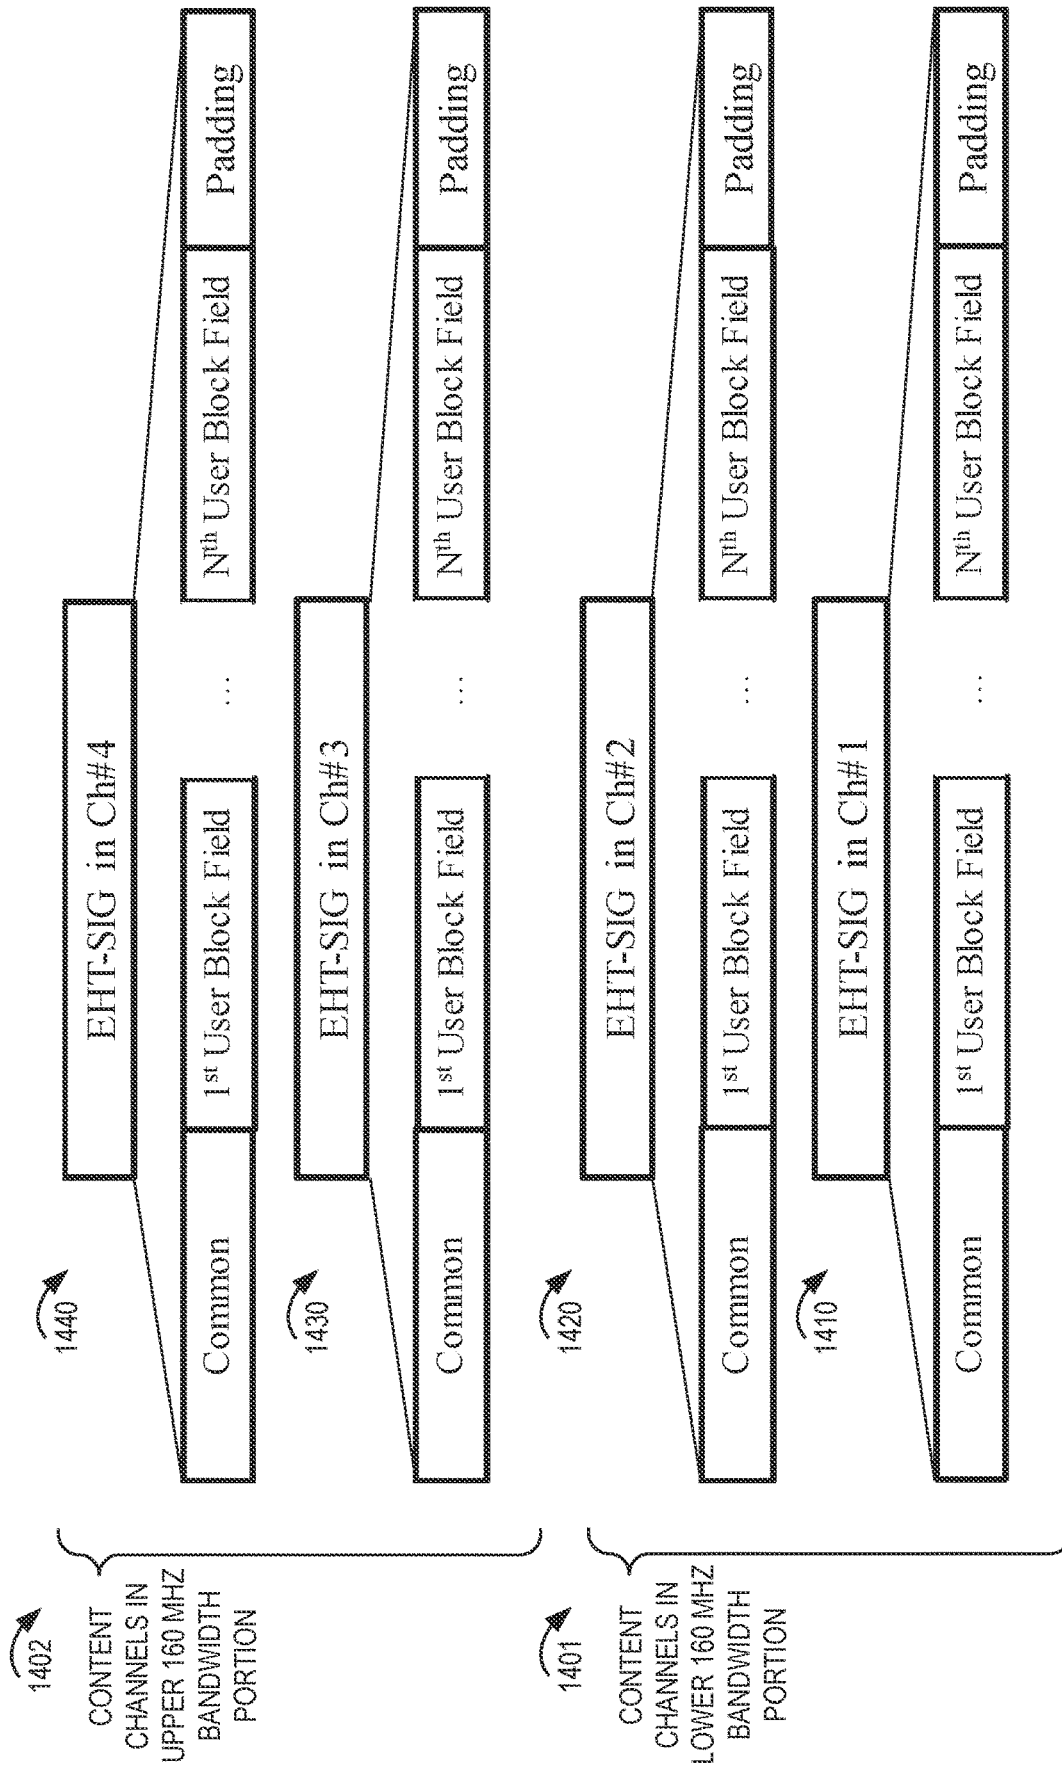 1402
CONTENT
CHANNELS IN
UPPER 160 MHZ
BANDWIDTH
PORTION
1440
EHT-SIG in Ch#4
Common
1st User Block Field
...
Nth User Block Field
Padding
1430
EHT-SIG in Ch#3
Common
1st User Block Field
...
Nth User Block Field
Padding
1401
CONTENT
CHANNELS IN
LOWER 160 MHZ
BANDWIDTH
PORTION
1420
EHT-SIG in Ch#2
Common
1st User Block Field
...
Nth User Block Field
Padding
1410
EHT-SIG in Ch#1
Common
1st User Block Field
...
Nth User Block Field
Padding